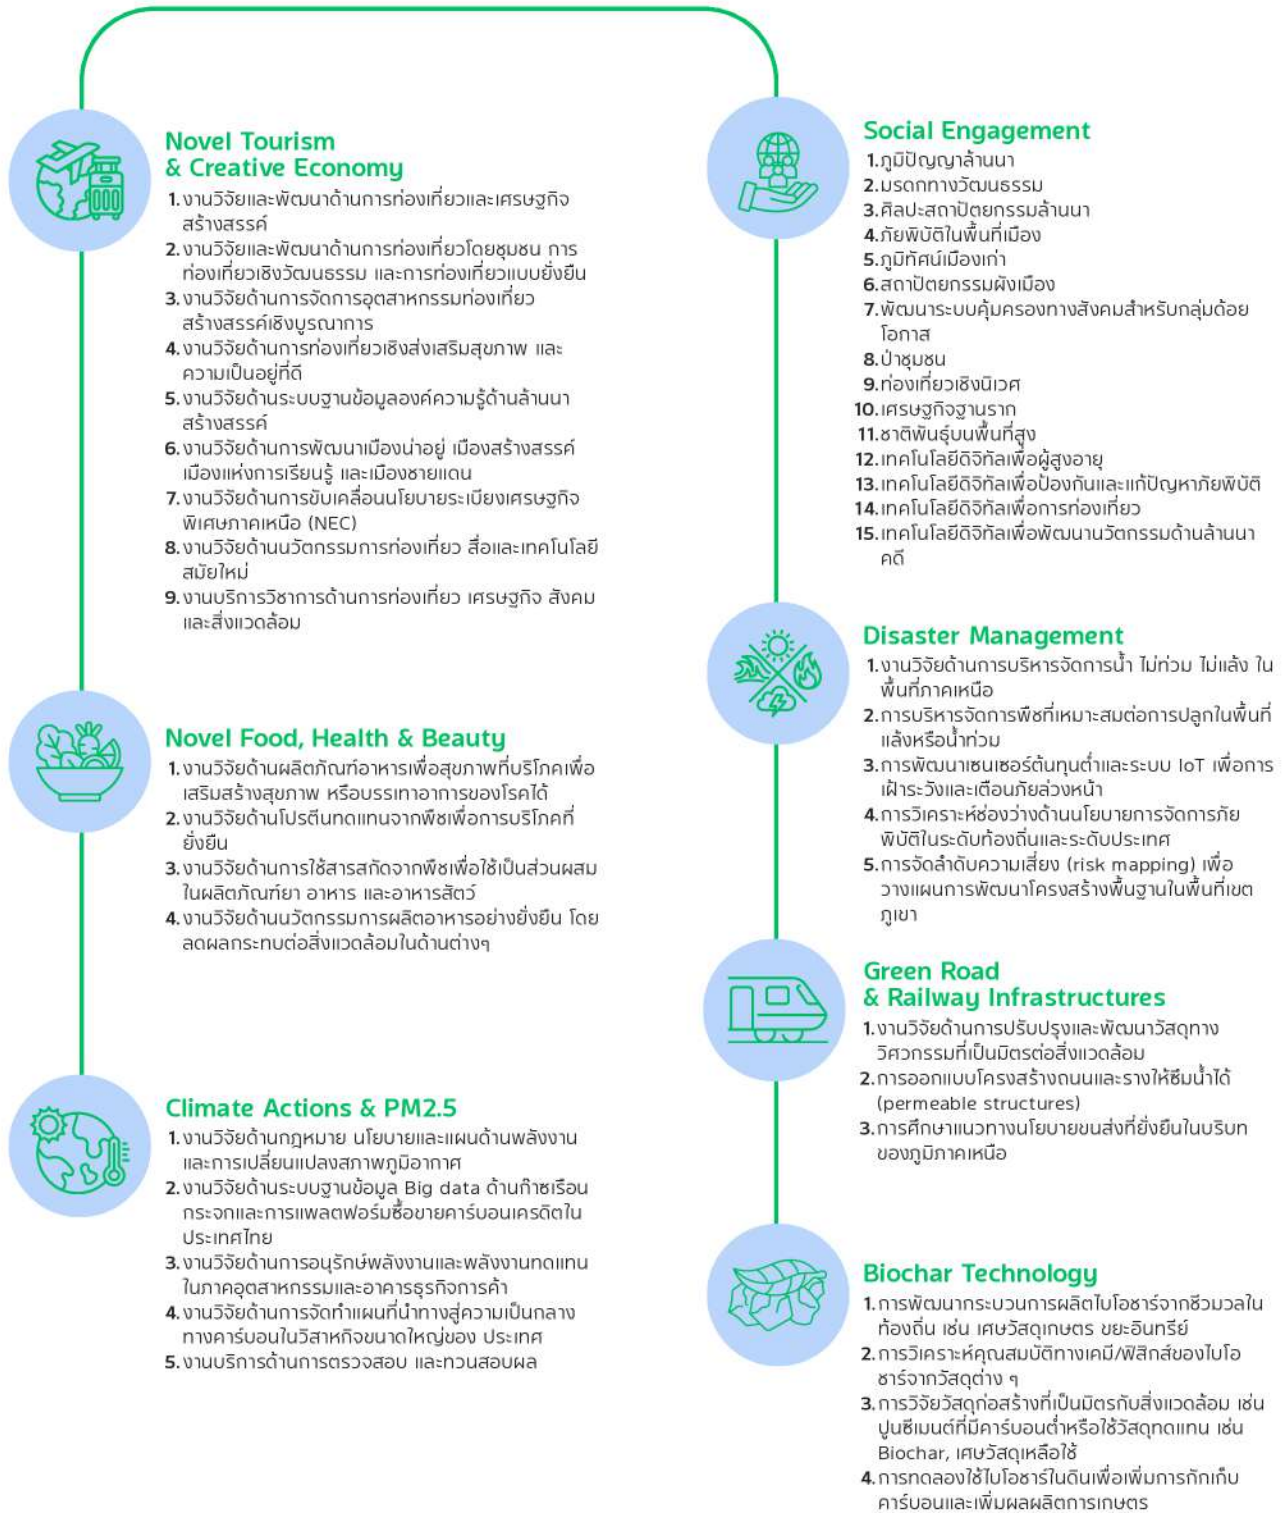 Novel Tourism
& Creative Economy
1. งานวิจัยและพัฒนาด้านการท่องเที่ยวและเศรษฐกิจ
สร้างสรรค์
2. งานวิจัยและพัฒนาด้านการท่องเที่ยวโดยชุมชน การ
ท่องเที่ยวเชิงวัฒนธรรม และการท่องเที่ยวแบบยั่งยืน
3. งานวิจัยด้านการจัดการอุตสาหกรรมท่องเที่ยว
สร้างสรรค์เชิงบูรณาการ
4. งานวิจัยด้านการท่องเที่ยวเชิงส่งเสริมสุขภาพ และ
ความเป็นอยู่ที่ดี
5. งานวิจัยด้านระบบฐานข้อมูลองค์ความรู้ด้านล้านนา
สร้างสรรค์
6. งานวิจัยด้านการพัฒนาเมืองน่าอยู่ เมืองสร้างสรรค์
เมืองแห่งการเรียนรู้ และเมืองชายแดน
7. งานวิจัยด้านการขับเคลื่อนนโยบายระเบียงเศรษฐกิจ
พิเศษภาคเหนือ (NEC)
8. งานวิจัยด้านนวัตกรรมการท่องเที่ยว สื่อและเทคโนโลยี
สมัยใหม่
9. งานบริการวิชาการด้านการท่องเที่ยว เศรษฐกิจ สังคม
และสิ่งแวดล้อม
Novel Food, Health & Beauty
1. งานวิจัยด้านผลิตภัณฑ์อาหารเพื่อสุขภาพที่บริโภคเพื่อ
เสริมสร้างสุขภาพ หรือบรรเทาอาการของโรคได้
2. งานวิจัยด้านโปรตีนทดแทนจากพืชเพื่อการบริโภคที่
ยั่งยืน
3. งานวิจัยด้านการใช้สารสกัดจากพืชเพื่อใช้เป็นส่วนผสม
ในผลิตภัณฑ์ยา อาหาร และอาหารสัตว์
4. งานวิจัยด้านนวัตกรรมการผลิตอาหารอย่างยั่งยืน โดย
ลดผลกระทบต่อสิ่งแวดล้อมในด้านต่างๆ
Climate Actions & PM2.5
1. งานวิจัยด้านกฎหมาย นโยบายและแผนด้านพลังงาน
และการเปลี่ยนแปลงสภาพภูมิอากาศ
2. งานวิจัยด้านระบบฐานข้อมูล Big data ด้านก๊าซเรือน
กระจกและการแพลตฟอร์มซื้อขายคาร์บอนเครดิตใน
ประเทศไทย
3. งานวิจัยด้านการอนุรักษ์พลังงานและพลังงานทดแทน
ในภาคอุตสาหกรรมและอาคารธุรกิจการค้า
4. งานวิจัยด้านการจัดทำแผนที่นำทางสู่ความเป็นกลาง
ทางคาร์บอนในวิสาหกิจขนาดใหญ่ของ ประเทศ
5. งานบริการด้านการตรวจสอบ และทวนสอบผล
Social Engagement
1. ภูมิปัญญาล้านนา
2. มรดกทางวัฒนธรรม
3. ศิลปะสถาปัตยกรรมล้านนา
4. ภัยพิบัติในพื้นที่เมือง
5. ภูมิทัศน์เมืองเก่า
6. สถาปัตยกรรมผังเมือง
7. พัฒนาระบบคุ้มครองทางสังคมสำหรับกลุ่มด้อย
โอกาส
8. ป่าชุมชน
9. ท่องเที่ยวเชิงนิเวศ
10. เศรษฐกิจฐานราก
11. ชาติพันธุ์บนพื้นที่สูง
12. เทคโนโลยีดิจิทัลเพื่อผู้สูงอายุ
13. เทคโนโลยีดิจิทัลเพื่อป้องกันและแก้ปัญหาภัยพิบัติ
14. เทคโนโลยีดิจิทัลเพื่อการท่องเที่ยว
15. เทคโนโลยีดิจิทัลเพื่อพัฒนานวัตกรรมด้านล้านนา
คดี
Disaster Management
1. งานวิจัยด้านการบริหารจัดการน้ำ ไม่ท่วม ไม่แล้ง ใน
พื้นที่ภาคเหนือ
2. การบริหารจัดการพืชที่เหมาะสมต่อการปลูกในพื้นที่
แล้งหรือน้ำท่วม
3. การพัฒนาเซนเซอร์ต้นทุนต่ำและระบบ IoT เพื่อการ
เฝ้าระวังและเตือนภัยล่วงหน้า
4. การวิเคราะห์ช่องว่างด้านนโยบายการจัดการภัย
พิบัติในระดับท้องถิ่นและระดับประเทศ
5. การจัดลำดับความเสี่ยง (risk mapping) เพื่อ
วางแผนการพัฒนาโครงสร้างพื้นฐานในพื้นที่เขต
ภูเขา
Green Road
& Railway Infrastructures
1. งานวิจัยด้านการปรับปรุงและพัฒนาวัสดุทาง
วิศวกรรมที่เป็นมิตรต่อสิ่งแวดล้อม
2. การออกแบบโครงสร้างถนนและรางให้ซึมน้ำได้
(permeable structures)
3. การศึกษาแนวทางนโยบายขนส่งที่ยั่งยืนในบริบท
ของภูมิภาคเหนือ
Biochar Technology
1. การพัฒนากระบวนการผลิตไบโอชาร์จากชีวมวลใน
ท้องถิ่น เช่น เศษวัสดุเกษตร ขยะอินทรีย์
2. การวิเคราะห์คุณสมบัติทางเคมี/ฟิสิกส์ของไบโอ
ชาร์จากวัสดุต่าง ๆ
3. การวิจัยวัสดุก่อสร้างที่เป็นมิตรกับสิ่งแวดล้อม เช่น
ปูนซีเมนต์ที่มีคาร์บอนต่ำหรือใช้วัสดุทดแทน เช่น
Biochar, เศษวัสดุเหลือใช้
4. การทดลองใช้ไบโอชาร์ในดินเพื่อเพิ่มการกักเก็บ
คาร์บอนและเพิ่มผลผลิตการเกษตร